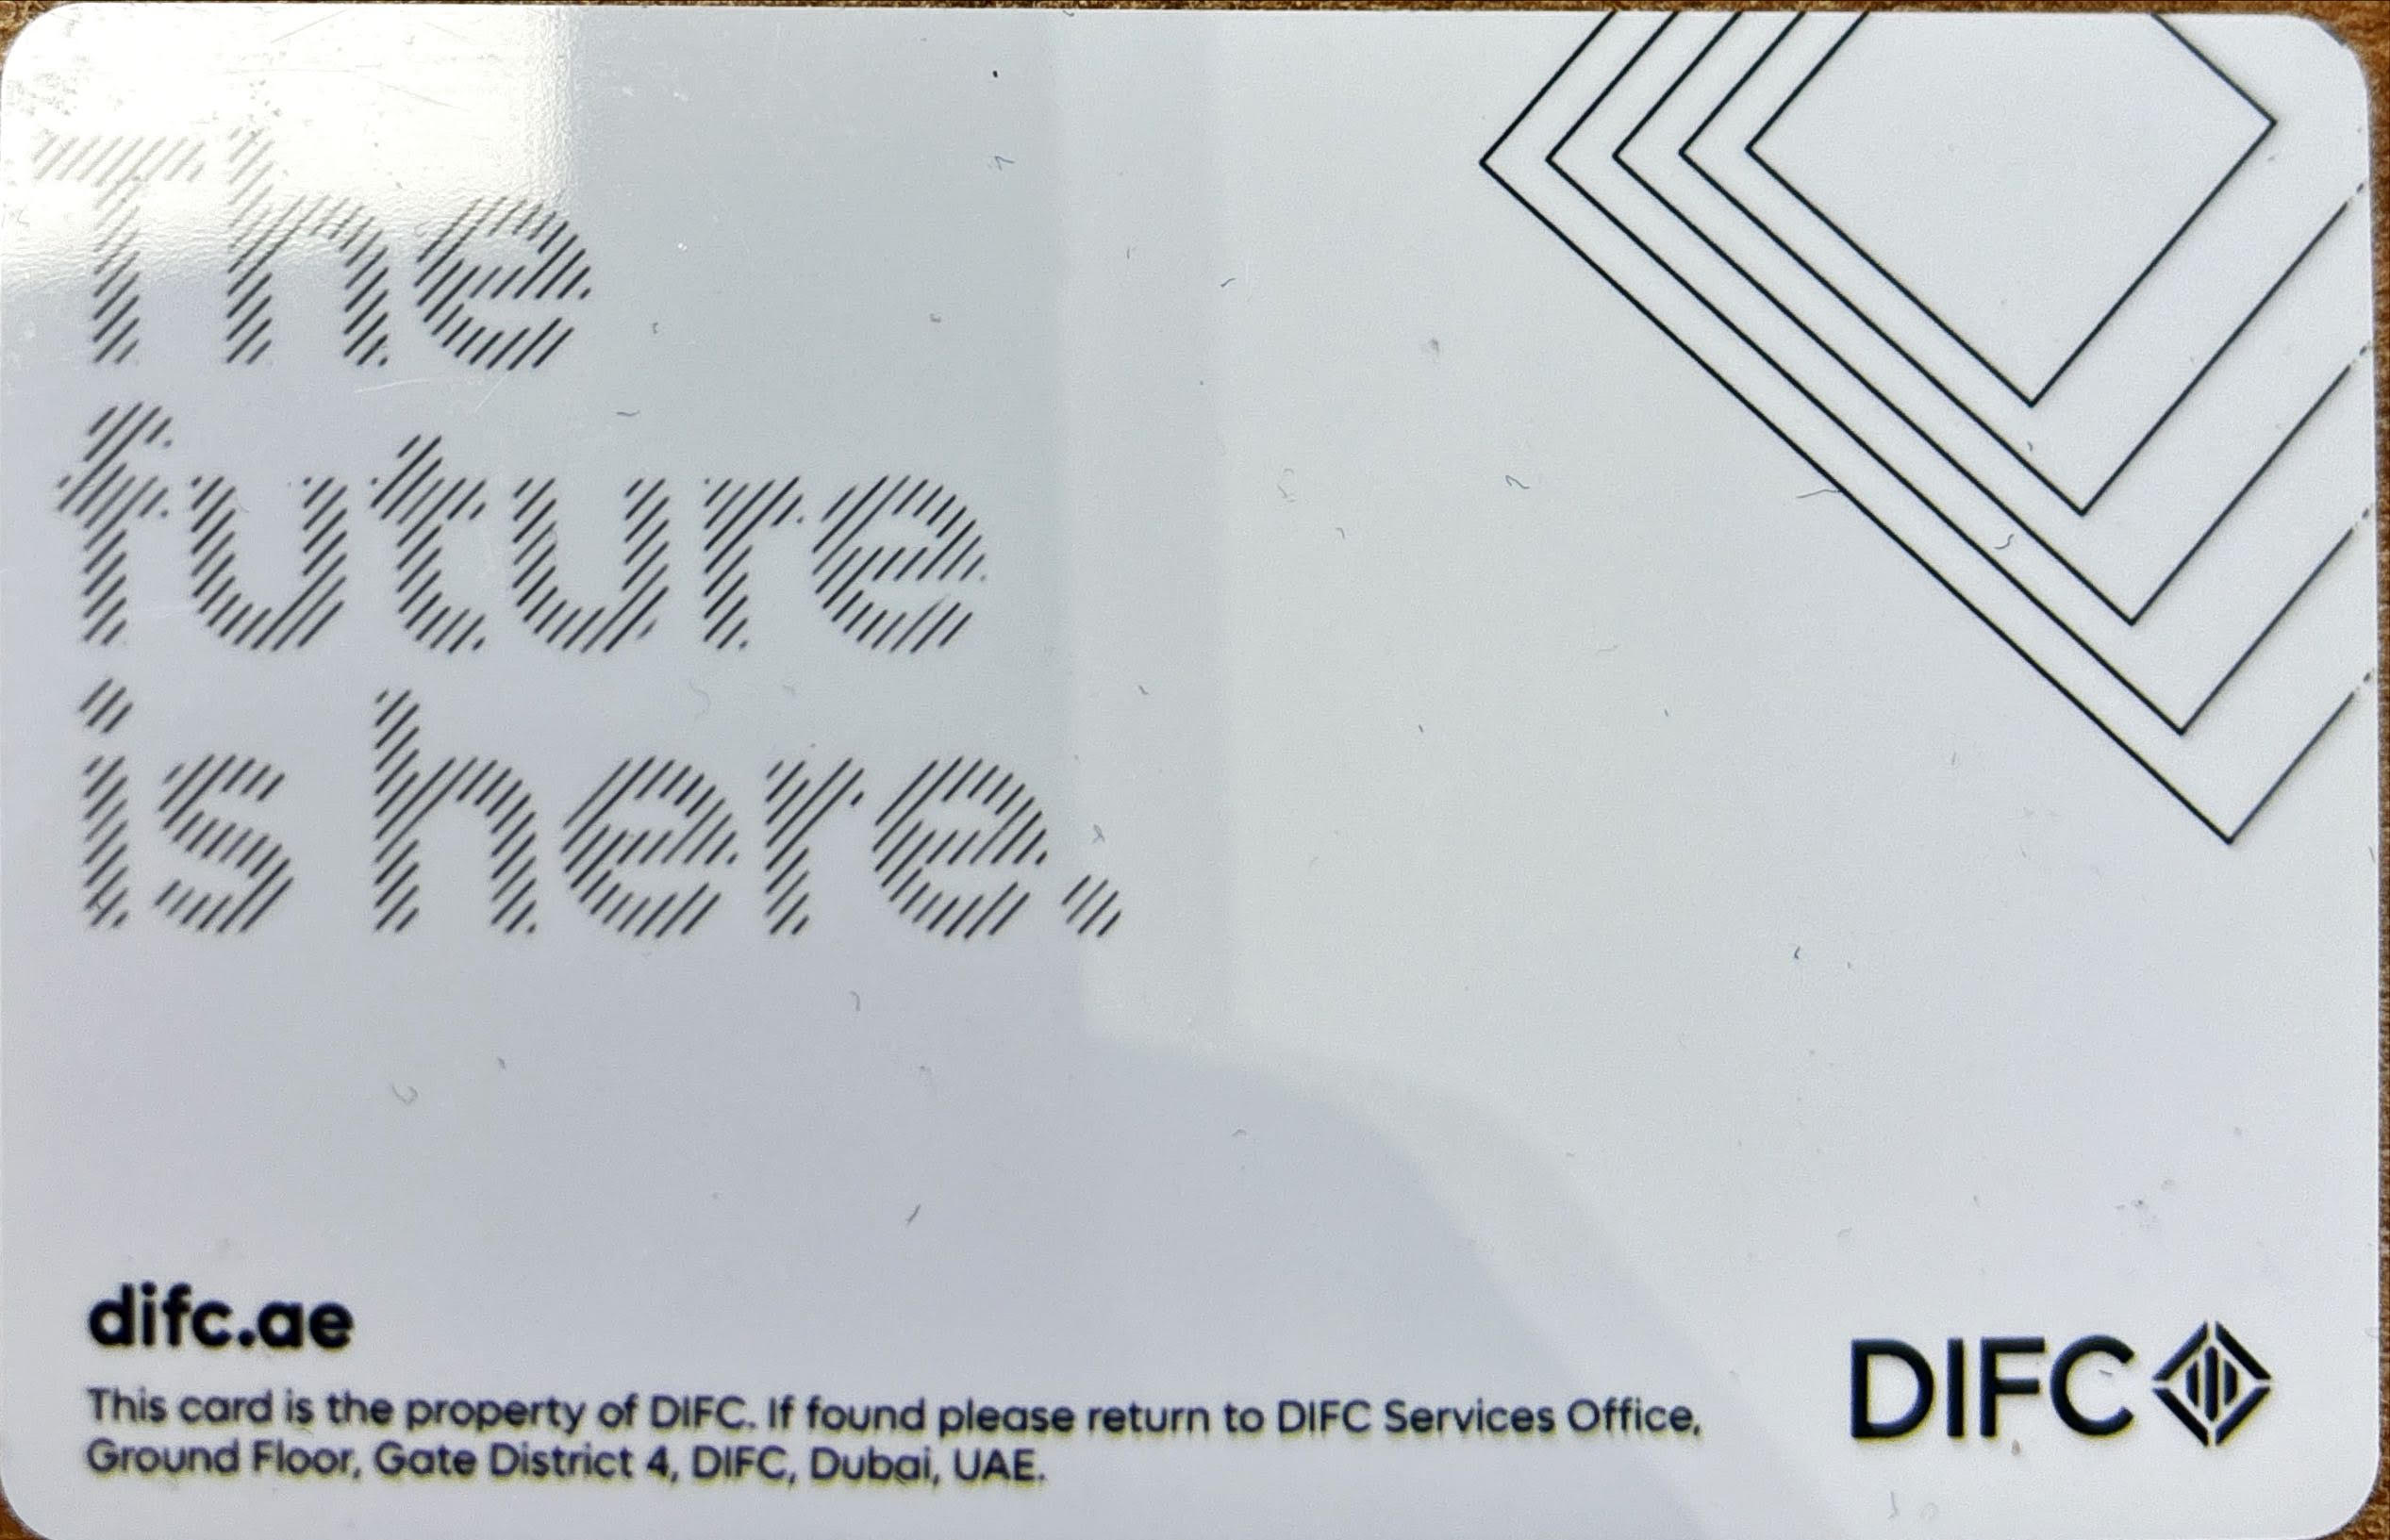 The
future
is here.
difc.ae
This card is the property of DIFC. If found please return to DIFC Services Office,
Ground Floor, Gate District 4, DIFC, Dubai, UAE.
DIFC